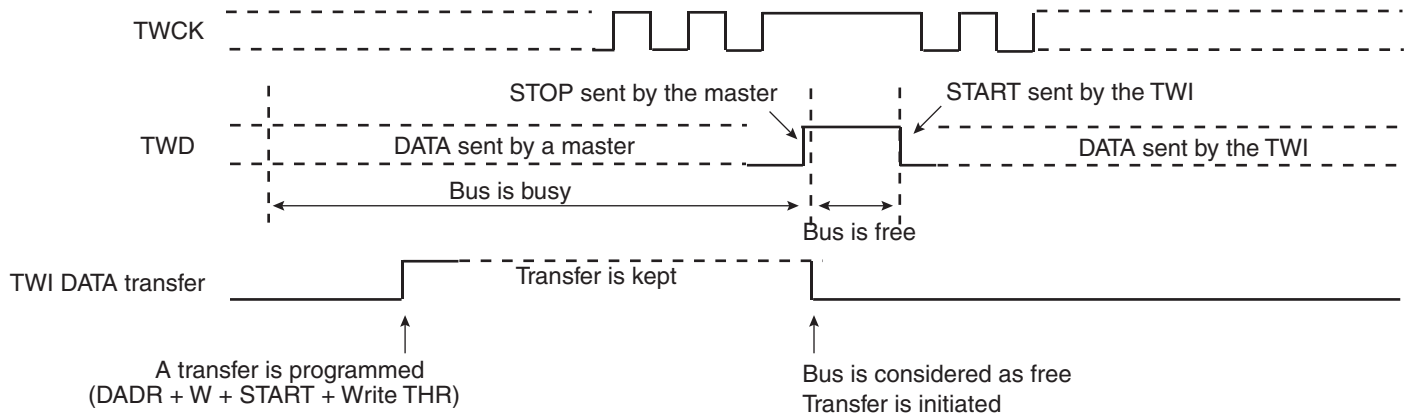 TWCK
STOP sent by the master
START sent by the TWI
TWD
DATA sent by a master
DATA sent by the TWI
Bus is busy
Bus is free
TWI DATA transfer
Transfer is kept
A transfer is programmed
(DADR + W + START + Write THR)
Bus is considered as free
Transfer is initiated